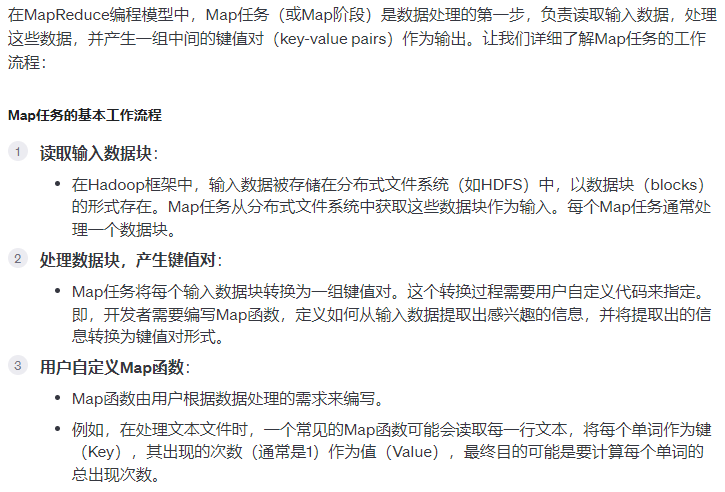 在MapReduce编程模型中，Map任务（或Map阶段）是数据处理的第一步，负责读取输入数据，处理
这些数据，并产生一组中间的键值对（key-value pairs）作为输出。让我们详细了解Map任务的工作
流程：
Map任务的基本工作流程
1 读取输入数据块：
• 在Hadoop框架中，输入数据被存储在分布式文件系统（如HDFS）中，以数据块（blocks）
的形式存在。Map任务从分布式文件系统中获取这些数据块作为输入。每个Map任务通常处
理一个数据块。
2 处理数据块，产生键值对：
• Map任务将每个输入数据块转换为一组键值对。这个转换过程需要用户自定义代码来指定。
即，开发者需要编写Map函数，定义如何从输入数据提取出感兴趣的信息，并将提取出的信
息转换为键值对形式。
3 用户自定义Map函数：
• Map函数由用户根据数据处理的需求来编写。
• 例如，在处理文本文件时，一个常见的Map函数可能会读取每一行文本，将每个单词作为键
（Key），其出现的次数（通常是1）作为值（Value），最终目的可能是要计算每个单词的
总出现次数。